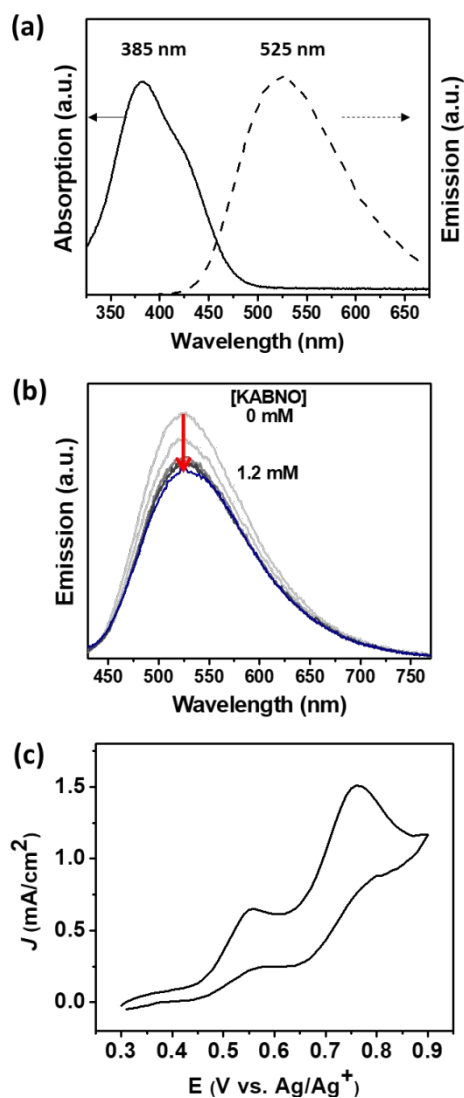 (a)
385 nm 525 nm
Absorption (a.u.)
Emission (a.u.)
350 400 450 500 550 600 650
Wavelength (nm)
(b)
[KABNO]
0 mM
1.2 mM
Emission (a.u.)
450 500 550 600 650 700 750
Wavelength (nm)
(c)
1.5
1.0
0.5
0.0
J (mA/cm²)
0.3 0.4 0.5 0.6 0.7 0.8 0.9
E (V vs. Ag/Ag⁺)